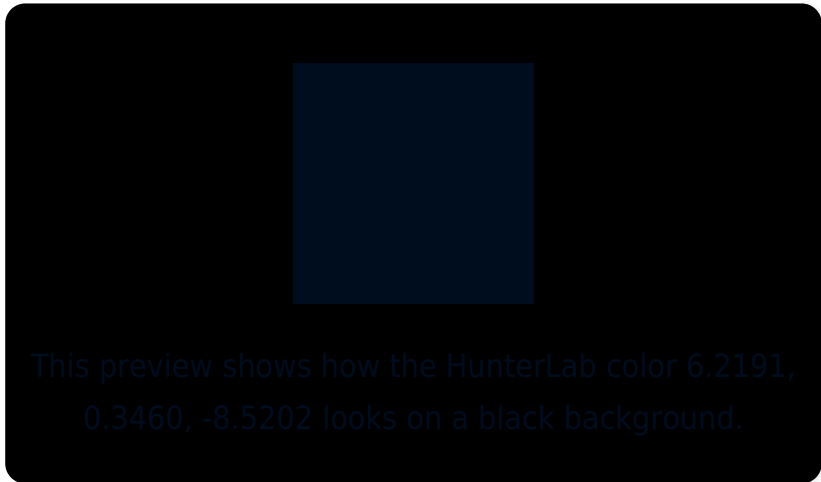 This preview shows how the HunterLab color 6.2191,
0.3460, -8.5202 looks on a black background.